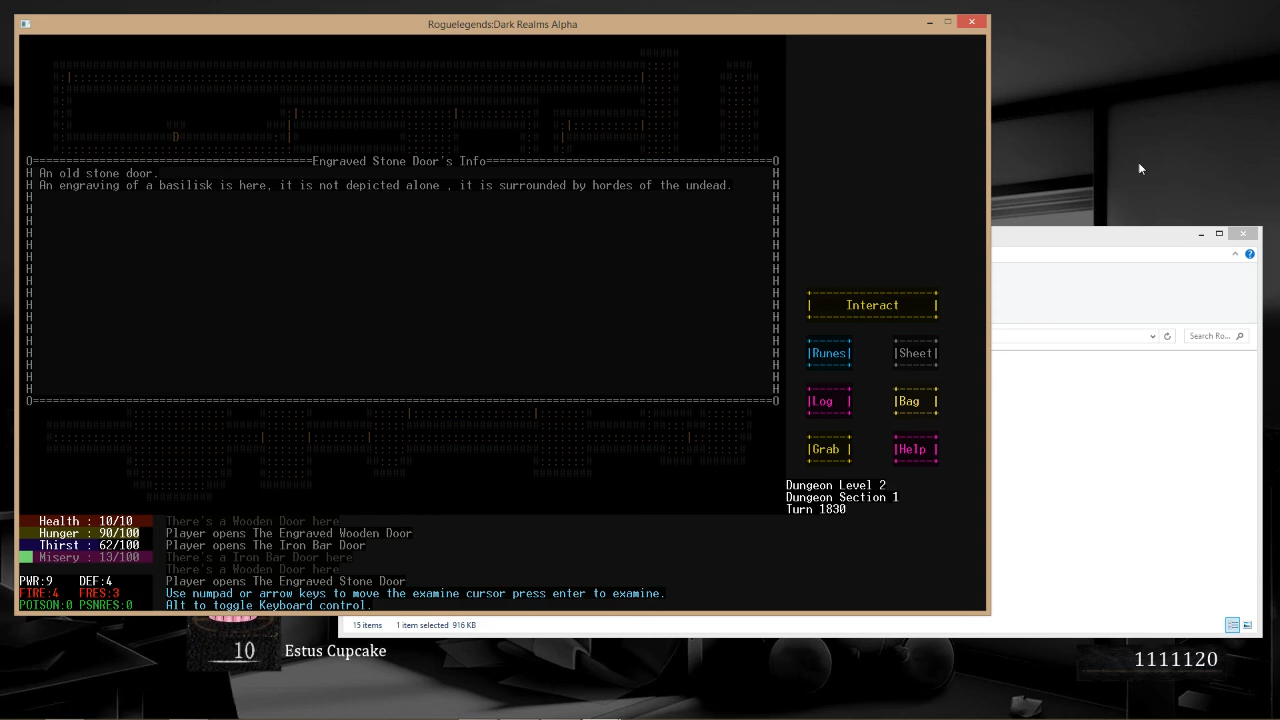 Roguelegends:Dark Realms Alpha
Engraved Stone Door's Info
An old stone door.
An engraving of a basilisk is here, it is not depicted alone , it is surrounded by hordes of the undead.
Interact
Runes Sheet
Log Bag
Grab Help
Dungeon Level 2
Dungeon Section 1
Turn 1830
Health : 10/10
Hunger : 90/100
Thirst : 62/100
Misery : 13/100
PWR:9 DEF:4
FIRE:4 FRES:3
POISON:0 PSNRES:0
There's a Wooden Door here
Player opens The Engraved Wooden Door
Player opens The Iron Bar Door
There's a Iron Bar Door here
There's a Wooden Door here
Player opens The Engraved Stone Door
Use numpad or arrow keys to move the examine cursor press enter to examine.
Alt to toggle Keyboard control.
Search Ro...
15 items 1 item selected 916 KB
10 Estus Cupcake
1111120